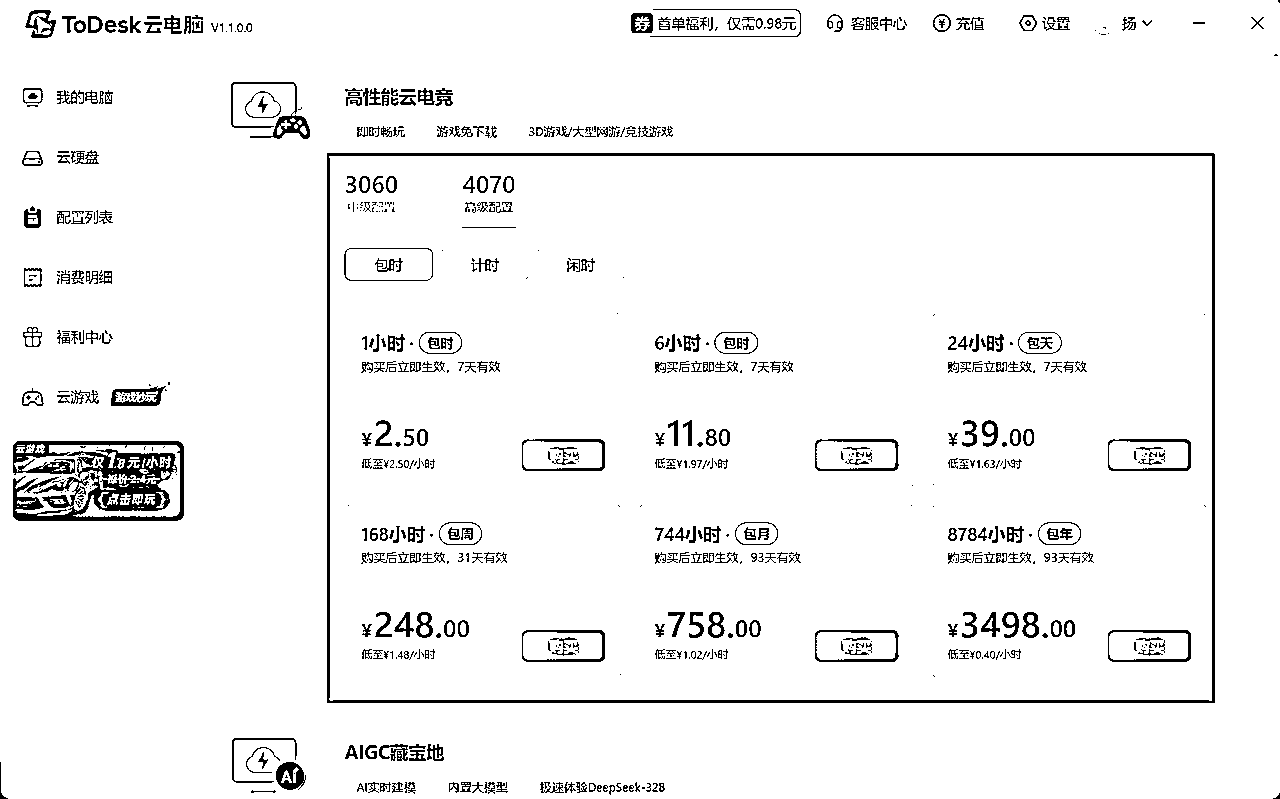 ToDesk云电脑 V1.1.0.0
券 首单福利，仅需0.98元
客服中心
充值
设置
扬
我的电脑
云硬盘
配置列表
消费明细
福利中心
云游戏 游戏秒玩
仅1.8元/小时
点击即玩
高性能云电竞
即时畅玩 游戏免下载 3D游戏/大型网游/竞技游戏
3060 4070
中级配置 高级配置
包时 计时 闲时
1小时·包时
购买后立即生效，7天有效
¥2.50
低至¥2.50/小时
6小时·包时
购买后立即生效，7天有效
¥11.80
低至¥1.97/小时
24小时·包天
购买后立即生效，7天有效
¥39.00
低至¥1.63/小时
168小时·包周
购买后立即生效，31天有效
¥248.00
低至¥1.48/小时
744小时·包月
购买后立即生效，93天有效
¥758.00
低至¥1.02/小时
8784小时·包年
购买后立即生效，93天有效
¥3498.00
低至¥0.40/小时
AIGC藏宝地
AI
AI实时建模 内置大模型 极速体验DeepSeek-32B